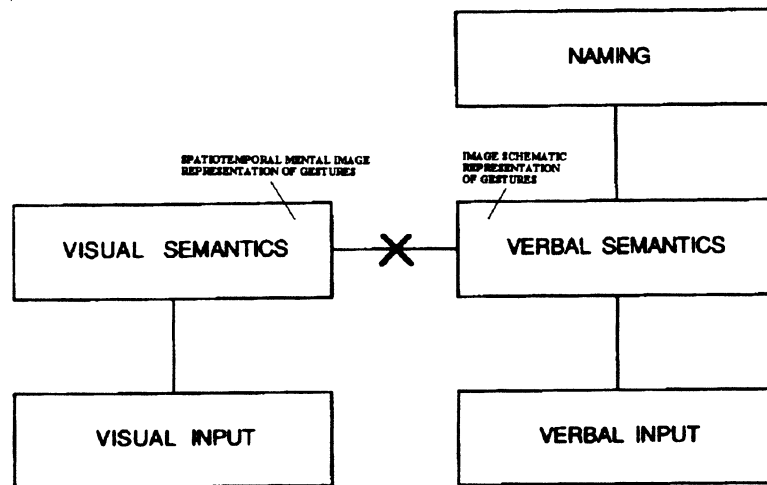 NAMING
SPATIOTEMPORAL MENTAL IMAGE
REPRESENTATION OF GESTURES
IMAGE SCHEMATIC
REPRESENTATION
OF GESTURES
VISUAL SEMANTICS
VERBAL SEMANTICS
VISUAL INPUT
VERBAL INPUT